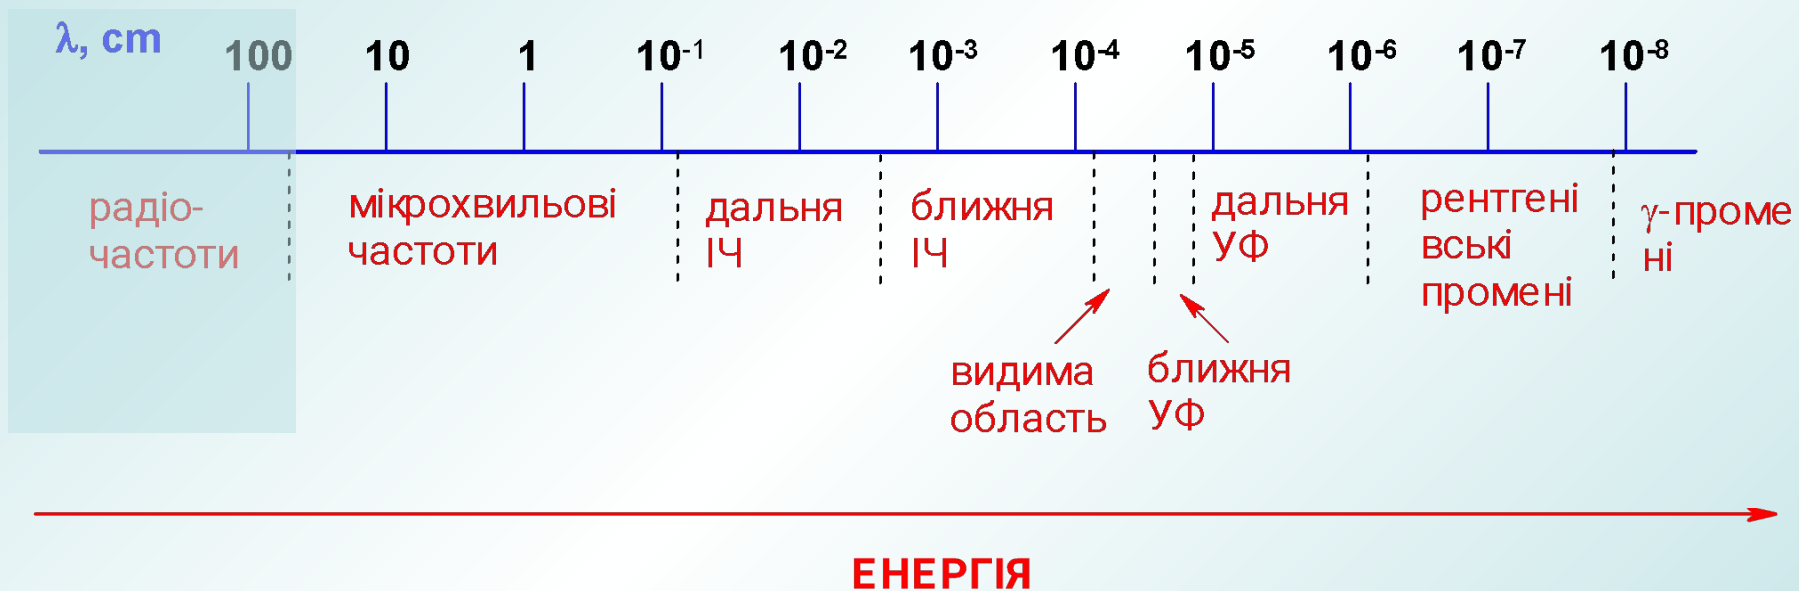 λ, cm
100 10 1 10⁻¹ 10⁻² 10⁻³ 10⁻⁴ 10⁻⁵ 10⁻⁶ 10⁻⁷ 10⁻⁸
радіо-
частоти
мікрохвильові
частоти
дальня
ІЧ
ближня
ІЧ
видима
область
ближня
УФ
дальня
УФ
рентгені
вські
промені
γ-проме
ні
ЕНЕРГІЯ